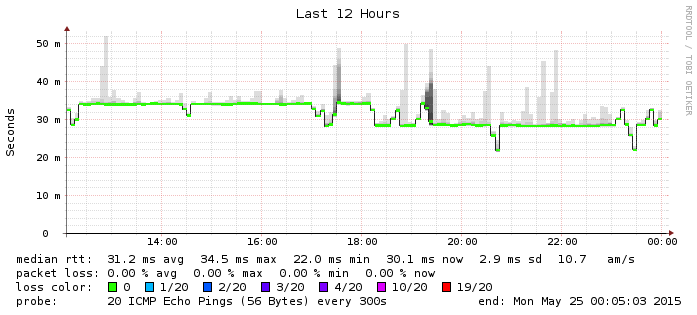 Last 12 Hours
RRDTOOL / TOBI OETIKER
Seconds
50 m
40 m
30 m
20 m
10 m
0
14:00 16:00 18:00 20:00 22:00 00:00
median rtt: 31.2 ms avg 34.5 ms max 22.0 ms min 30.1 ms now 2.9 ms sd 10.7 am/s
packet loss: 0.00 % avg 0.00 % max 0.00 % min 0.00 % now
loss color: 0 1/20 2/20 3/20 4/20 10/20 19/20
probe: 20 ICMP Echo Pings (56 Bytes) every 300s end: Mon May 25 00:05:03 2015